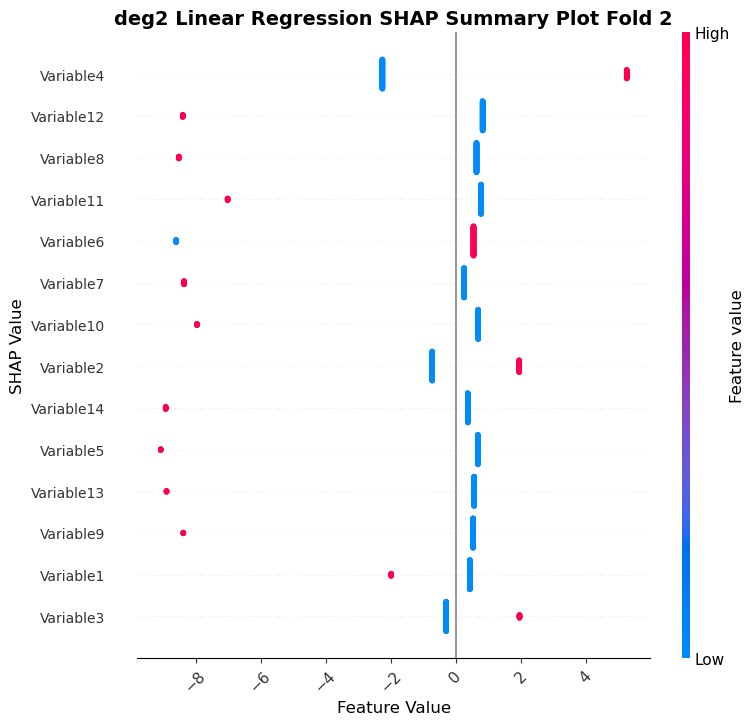 deg2 Linear Regression SHAP Summary Plot Fold 2
High
Variable4
Variable12
Variable8
Variable11
Variable6
Variable7
Variable10
Variable2
Variable14
Variable5
Variable13
Variable9
Variable1
Variable3
SHAP Value
Feature value
Low
−8 −6 −4 −2 0 2 4
Feature Value